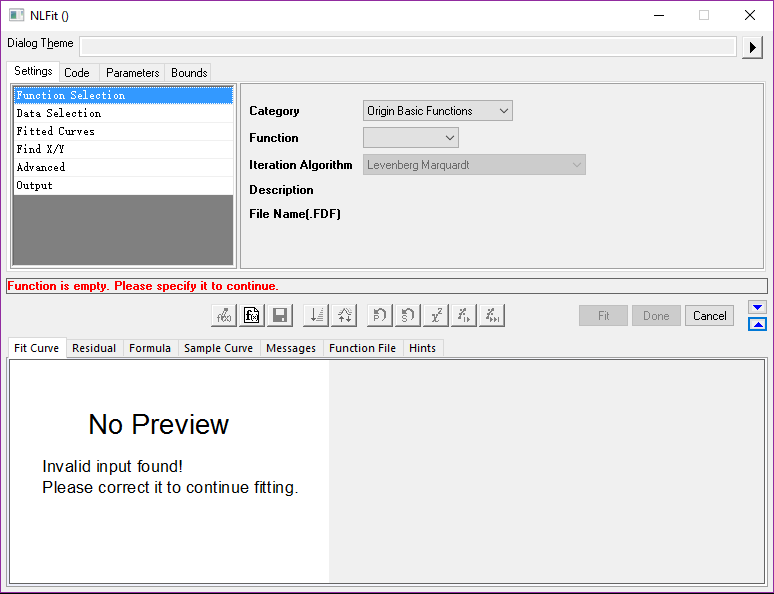 NLFit ()
Dialog Theme
Settings Code Parameters Bounds
Function Selection
Data Selection
Fitted Curves
Find X/Y
Advanced
Output
Category Origin Basic Functions
Function
Iteration Algorithm Levenberg Marquardt
Description
File Name(.FDF)
Function is empty. Please specify it to continue.
Fit Done Cancel
Fit Curve Residual Formula Sample Curve Messages Function File Hints
No Preview
Invalid input found!
Please correct it to continue fitting.